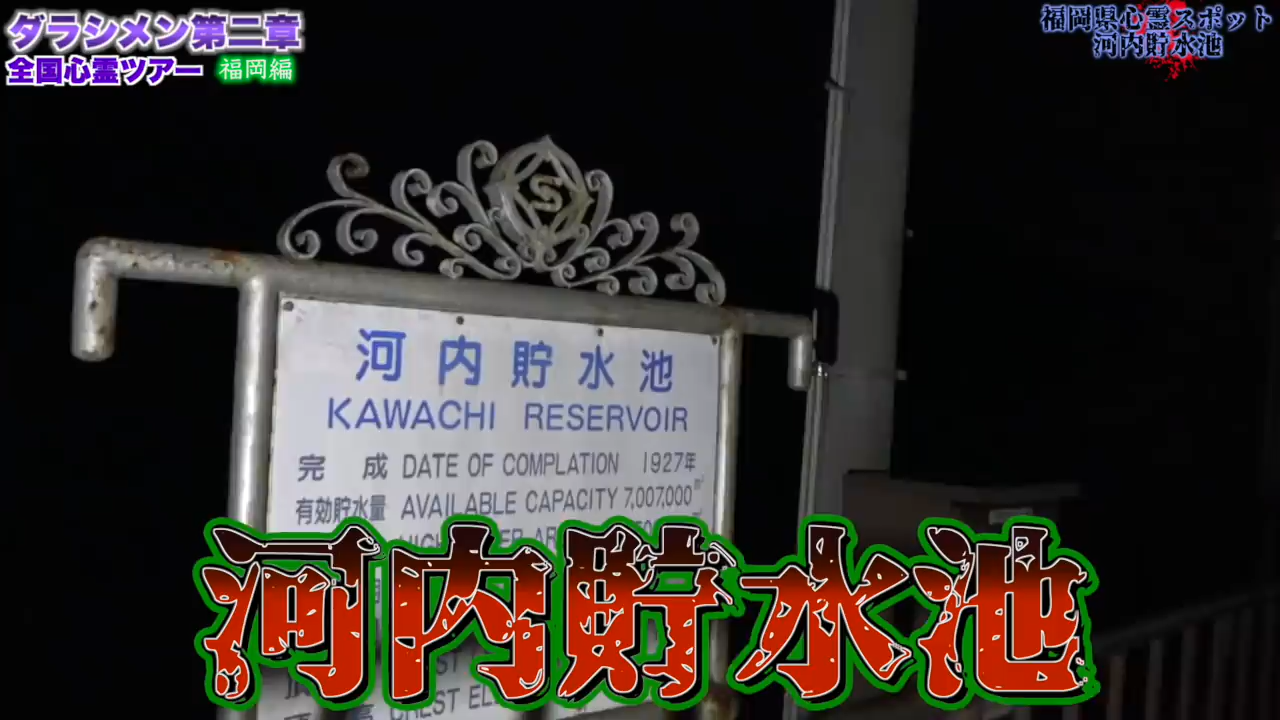 ダラシメン第二章
全国心霊ツアー 福岡編
福岡県心霊スポット
河内貯水池
S
河内貯水池
KAWACHI RESERVOIR
完 成 DATE OF COMPLATION 1927年
有効貯水量 AVAILABLE CAPACITY 7,007,000㎥
河内貯水池